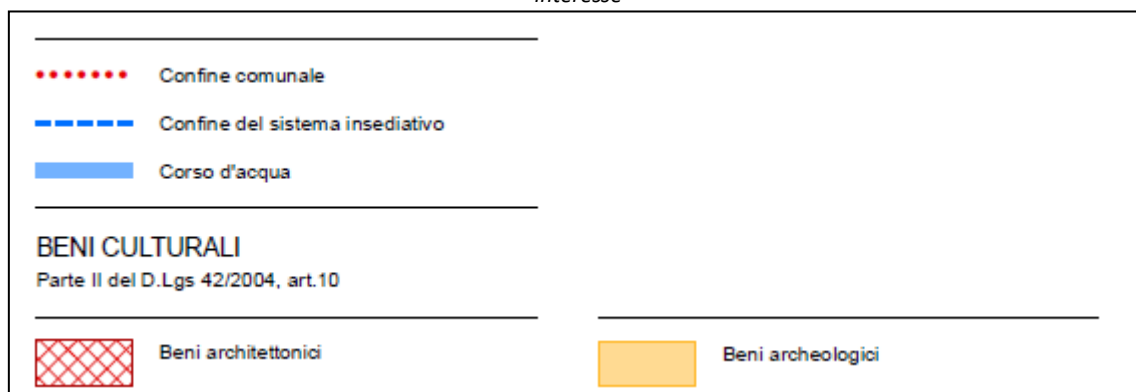 interesse
Confine comunale
Confine del sistema insediativo
Corso d'acqua
BENI CULTURALI
Parte II del D.Lgs 42/2004, art.10
Beni architettonici
Beni archeologici